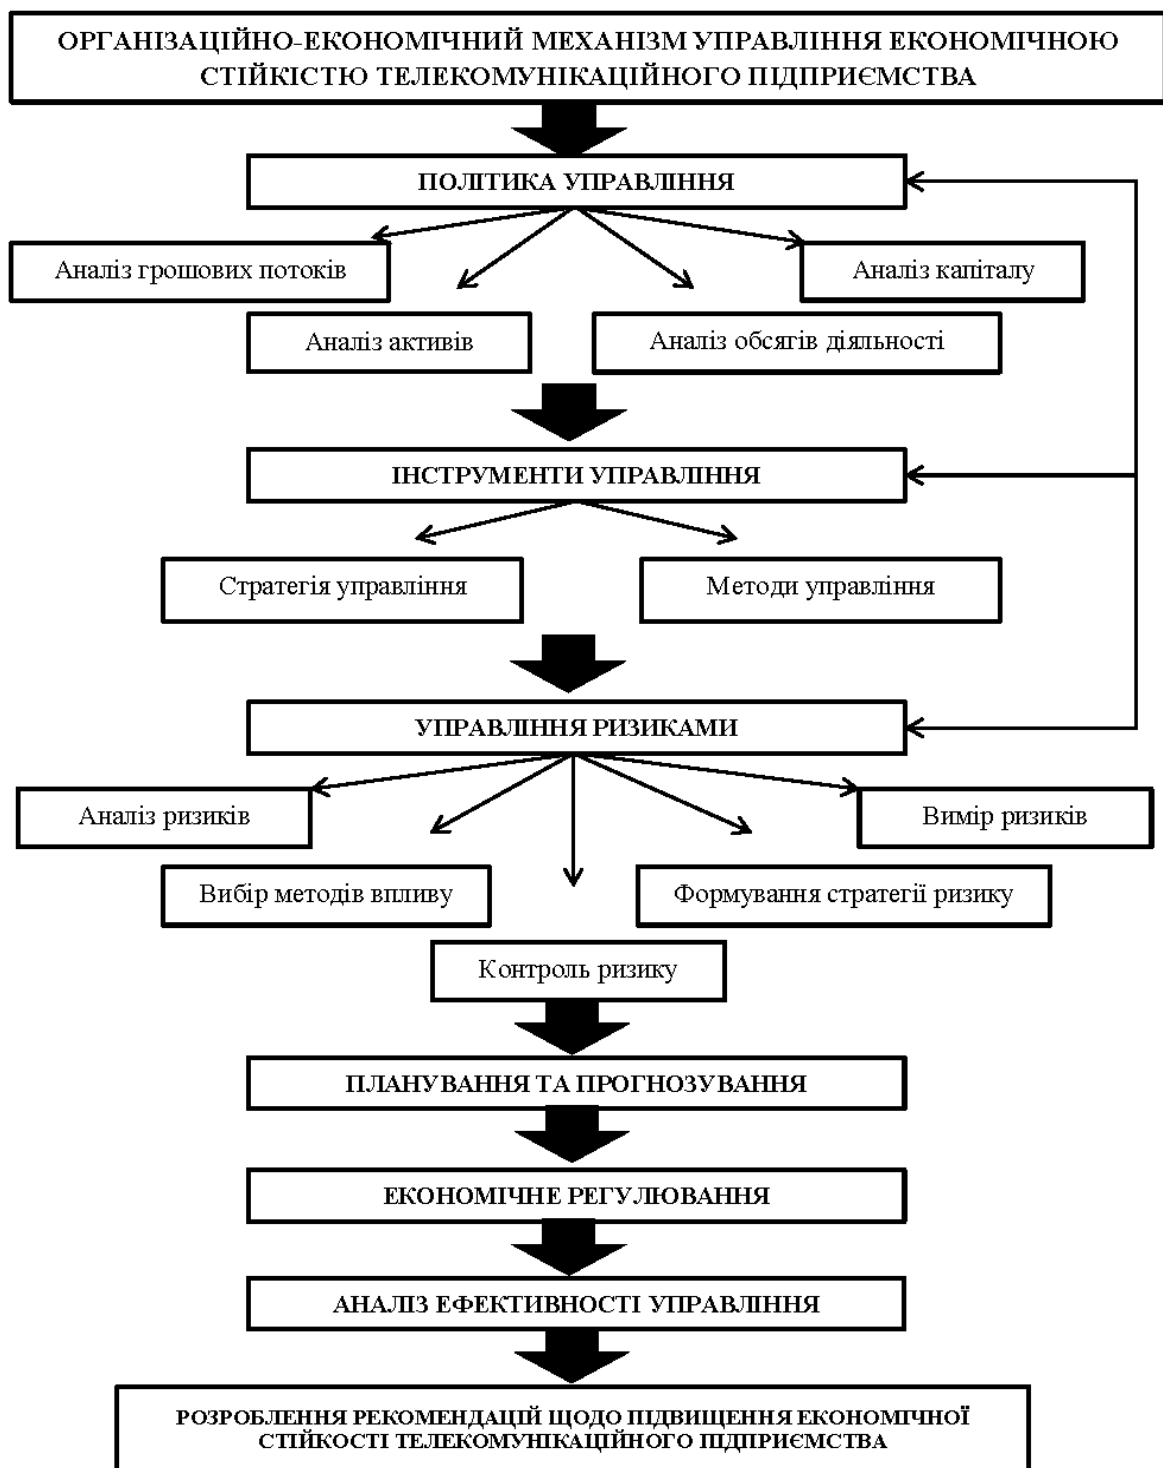 ОРГАНІЗАЦІЙНО-ЕКОНОМІЧНИЙ МЕХАНІЗМ УПРАВЛІННЯ ЕКОНОМІЧНОЮ
СТІЙКІСТЮ ТЕЛЕКОМУНІКАЦІЙНОГО ПІДПРИЄМСТВА
ПОЛІТИКА УПРАВЛІННЯ
Аналіз грошових потоків
Аналіз капіталу
Аналіз активів
Аналіз обсягів діяльності
ІНСТРУМЕНТИ УПРАВЛІННЯ
Стратегія управління
Методи управління
УПРАВЛІННЯ РИЗИКАМИ
Аналіз ризиків
Вимір ризиків
Вибір методів впливу
Формування стратегії ризику
Контроль ризику
ПЛАНУВАННЯ ТА ПРОГНОЗУВАННЯ
ЕКОНОМІЧНЕ РЕГУЛЮВАННЯ
АНАЛІЗ ЕФЕКТИВНОСТІ УПРАВЛІННЯ
РОЗРОБЛЕННЯ РЕКОМЕНДАЦІЙ ЩОДО ПІДВИЩЕННЯ ЕКОНОМІЧНОЇ
СТІЙКОСТІ ТЕЛЕКОМУНІКАЦІЙНОГО ПІДПРИЄМСТВА